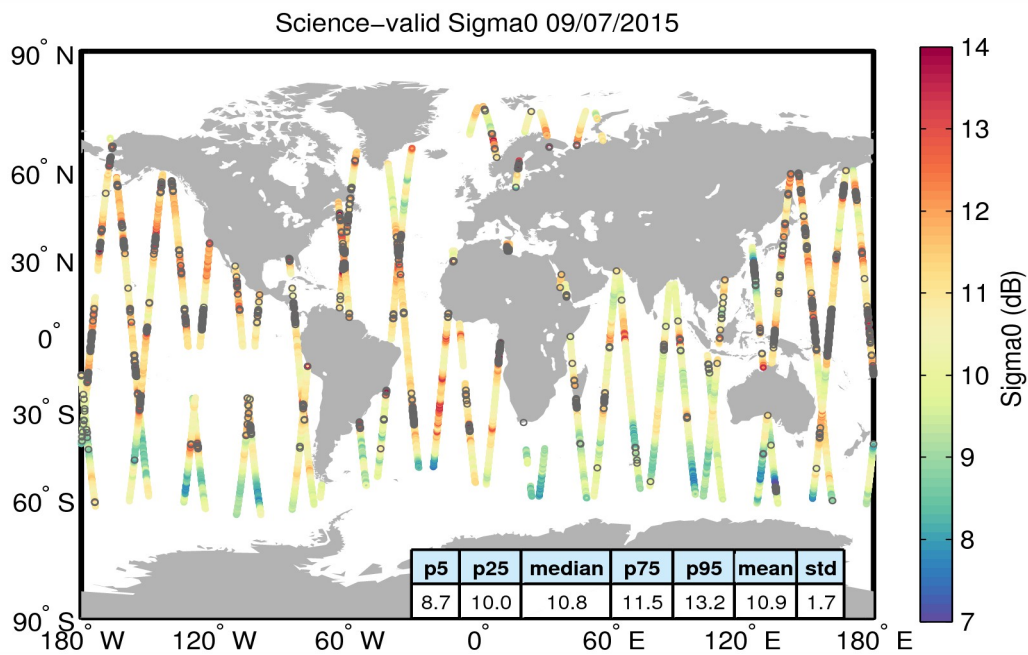 Science−valid Sigma0 09/07/2015
90° N
60° N
30° N
0°
30° S
60° S
90° S
180° W
120° W
60° W
0°
60° E
120° E
180° E
14
13
12
11
10
9
8
7
Sigma0 (dB)
p5 p25 median p75 p95 mean std
8.7 10.0 10.8 11.5 13.2 10.9 1.7